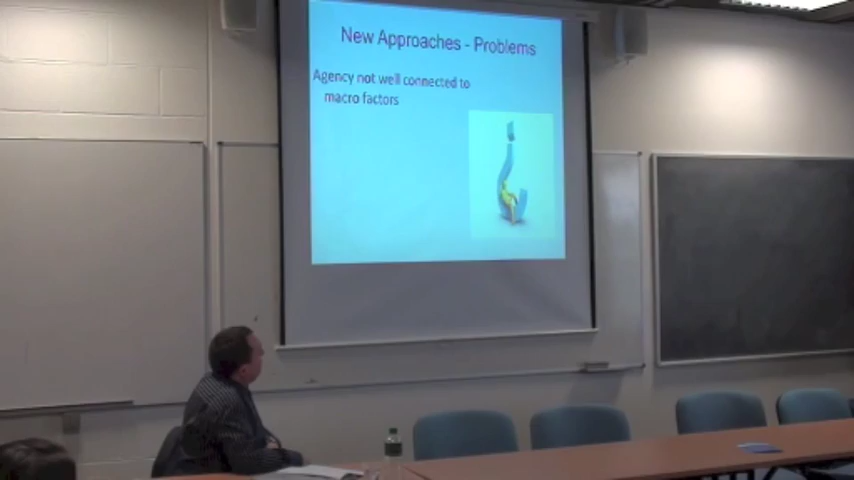 New Approaches - Problems
Agency not well connected to
macro factors